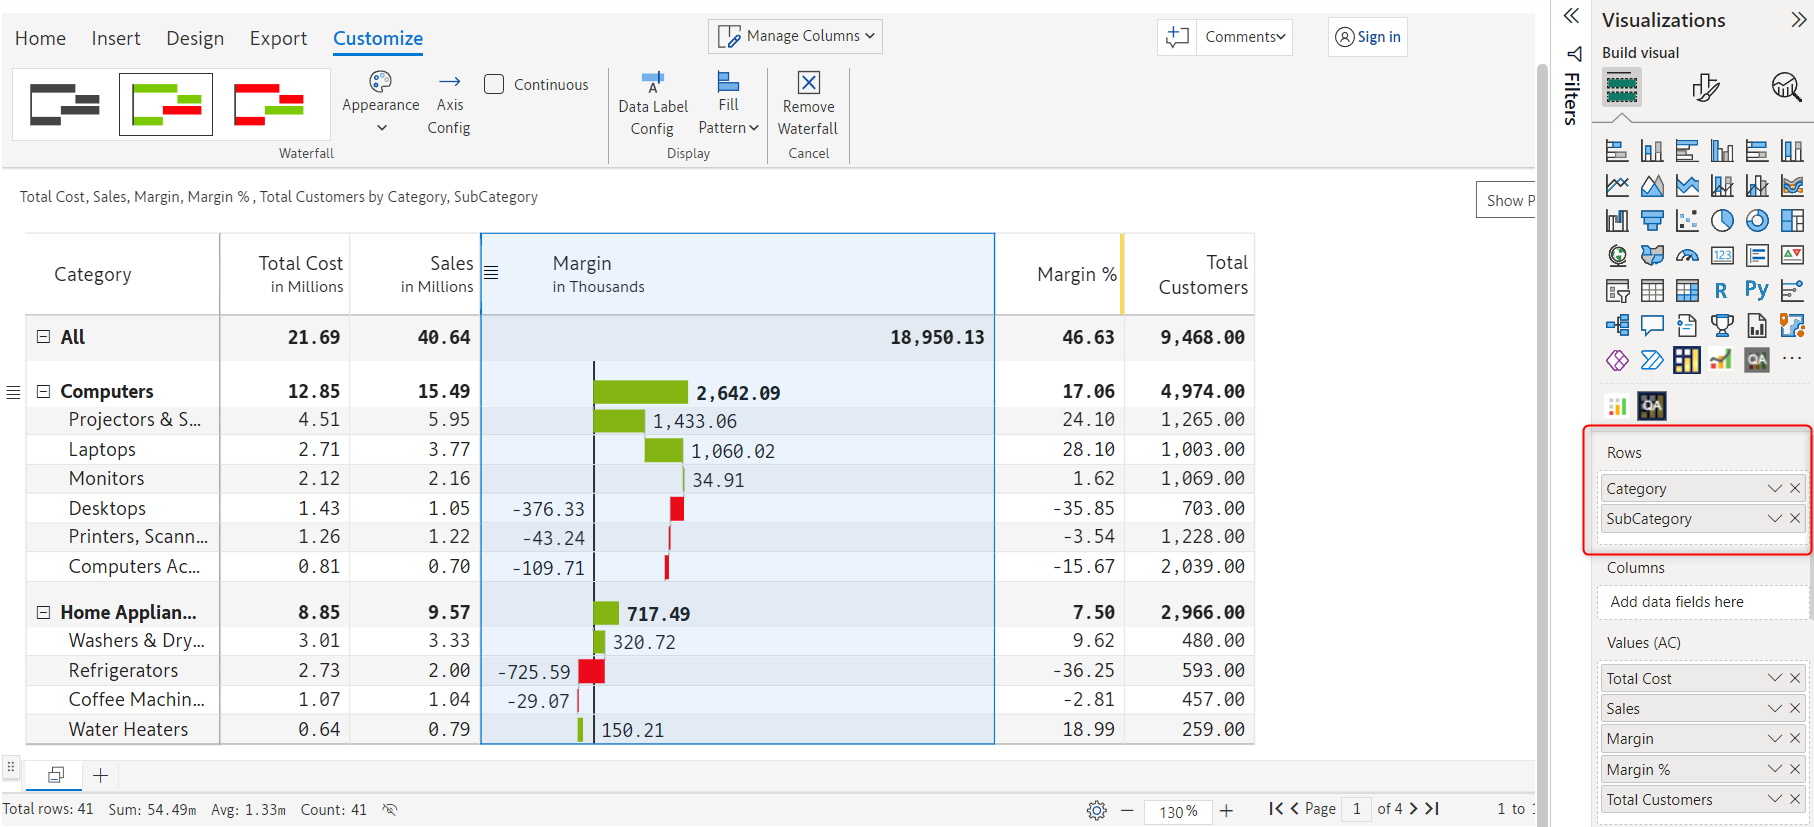 Home Insert Design Export Customize
Manage Columns
Comments
Sign in
Appearance
Axis
Config
Continuous
Waterfall
Data Label
Config
Fill
Pattern
Display
Remove
Waterfall
Cancel
Total Cost, Sales, Margin, Margin % , Total Customers by Category, SubCategory
Show P
Category
Total Cost
in Millions
Sales
in Millions
Margin
in Thousands
Margin %
Total
Customers
All 21.69 40.64 18,950.13 46.63 9,468.00
Computers 12.85 15.49 2,642.09 17.06 4,974.00
Projectors & S... 4.51 5.95 1,433.06 24.10 1,265.00
Laptops 2.71 3.77 1,060.02 28.10 1,003.00
Monitors 2.12 2.16 34.91 1.62 1,069.00
Desktops 1.43 1.05 -376.33 -35.85 703.00
Printers, Scann... 1.26 1.22 -43.24 -3.54 1,228.00
Computers Ac... 0.81 0.70 -109.71 -15.67 2,039.00
Home Applian... 8.85 9.57 717.49 7.50 2,966.00
Washers & Dry... 3.01 3.33 320.72 9.62 480.00
Refrigerators 2.73 2.00 -725.59 -36.25 593.00
Coffee Machin... 1.07 1.04 -29.07 -2.81 457.00
Water Heaters 0.64 0.79 150.21 18.99 259.00
Total rows: 41 Sum: 54.49m Avg: 1.33m Count: 41
130%
Page 1 of 4
1 to
Filters
Visualizations
Build visual
123
R Py
QA
QA
Rows
Category
SubCategory
Columns
Add data fields here
Values (AC)
Total Cost
Sales
Margin
Margin %
Total Customers